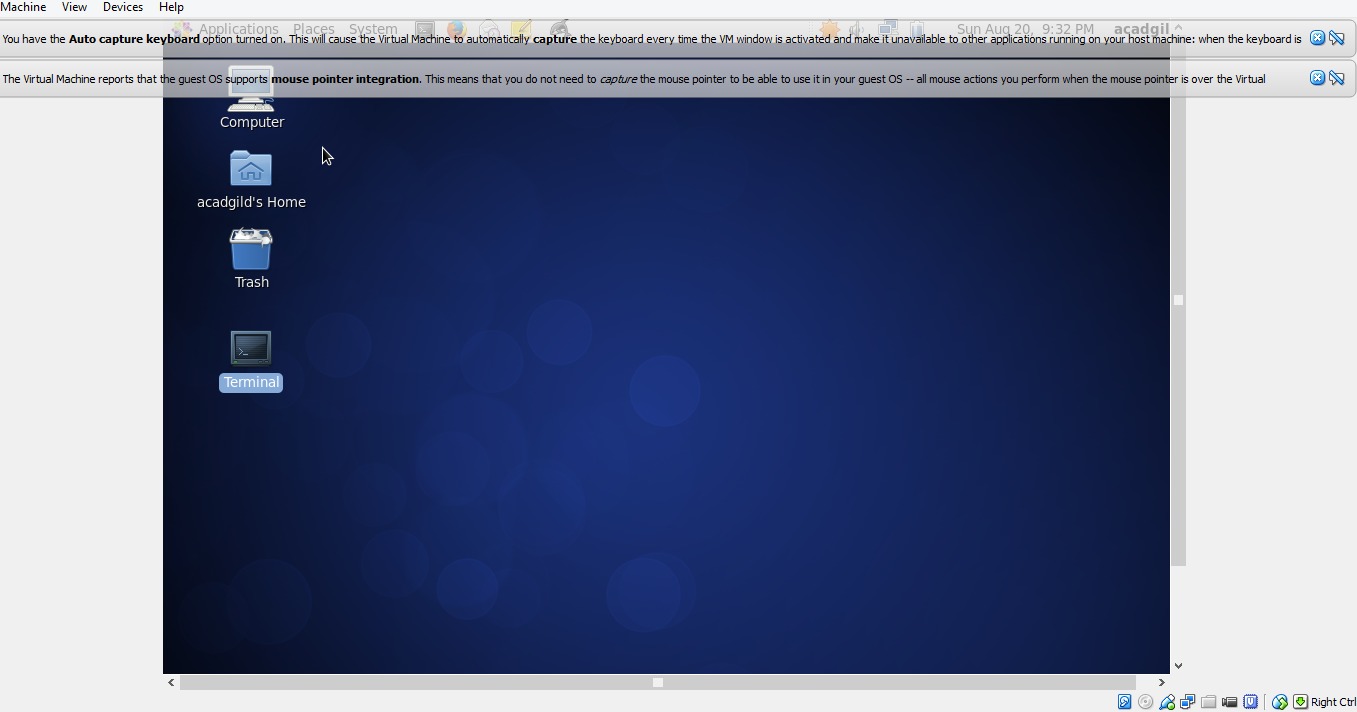 Machine View Devices Help
Applications Places System Sun Aug 20, 9:32 PM acadgil
You have the Auto capture keyboard option turned on. This will cause the Virtual Machine to automatically capture the keyboard every time the VM window is activated and make it unavailable to other applications running on your host machine: when the keyboard is
The Virtual Machine reports that the guest OS supports mouse pointer integration. This means that you do not need to capture the mouse pointer to be able to use it in your guest OS -- all mouse actions you perform when the mouse pointer is over the Virtual
Computer
acadgild's Home
Trash
Terminal
Right Ctrl